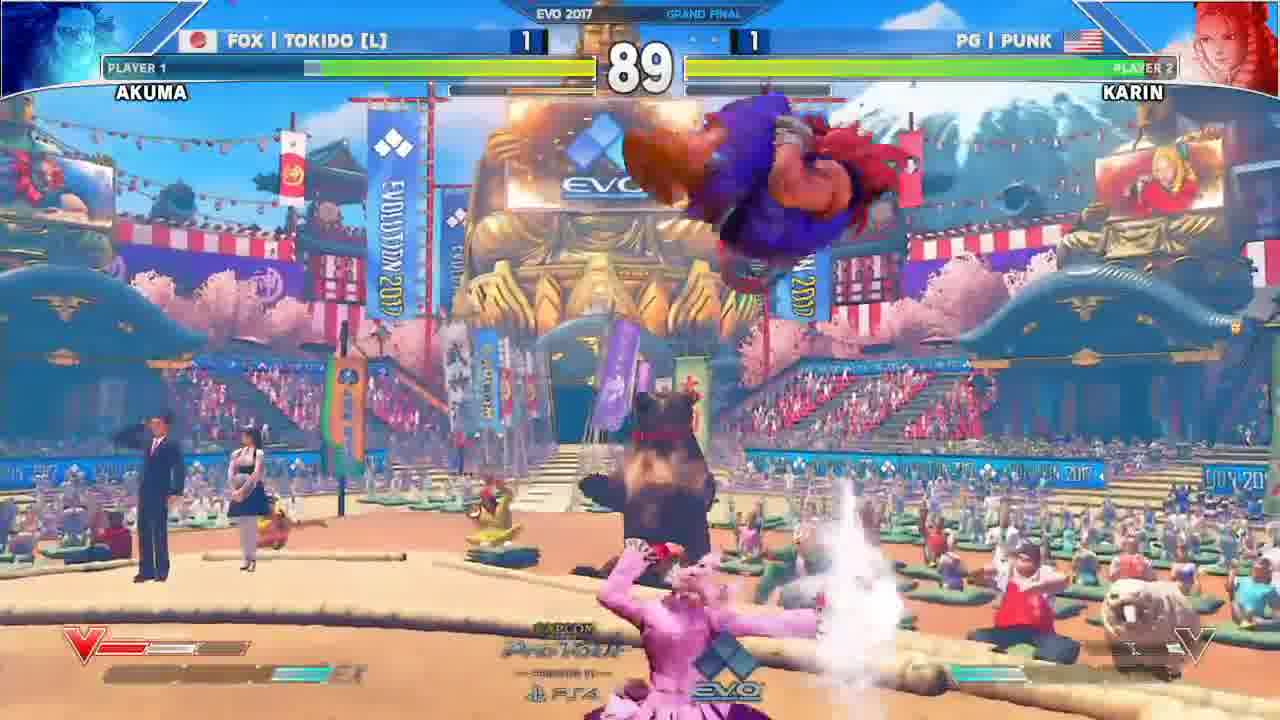 EVO 2017 GRAND FINAL
FOX | TOKIDO [L] 1 1 PG | PUNK
PLAYER 1 89 PLAYER 2
AKUMA KARIN
EVO
EVOLUTION 2017
2017
CAPCOM
PRO TOUR
PS4
EVO
EX
V
V